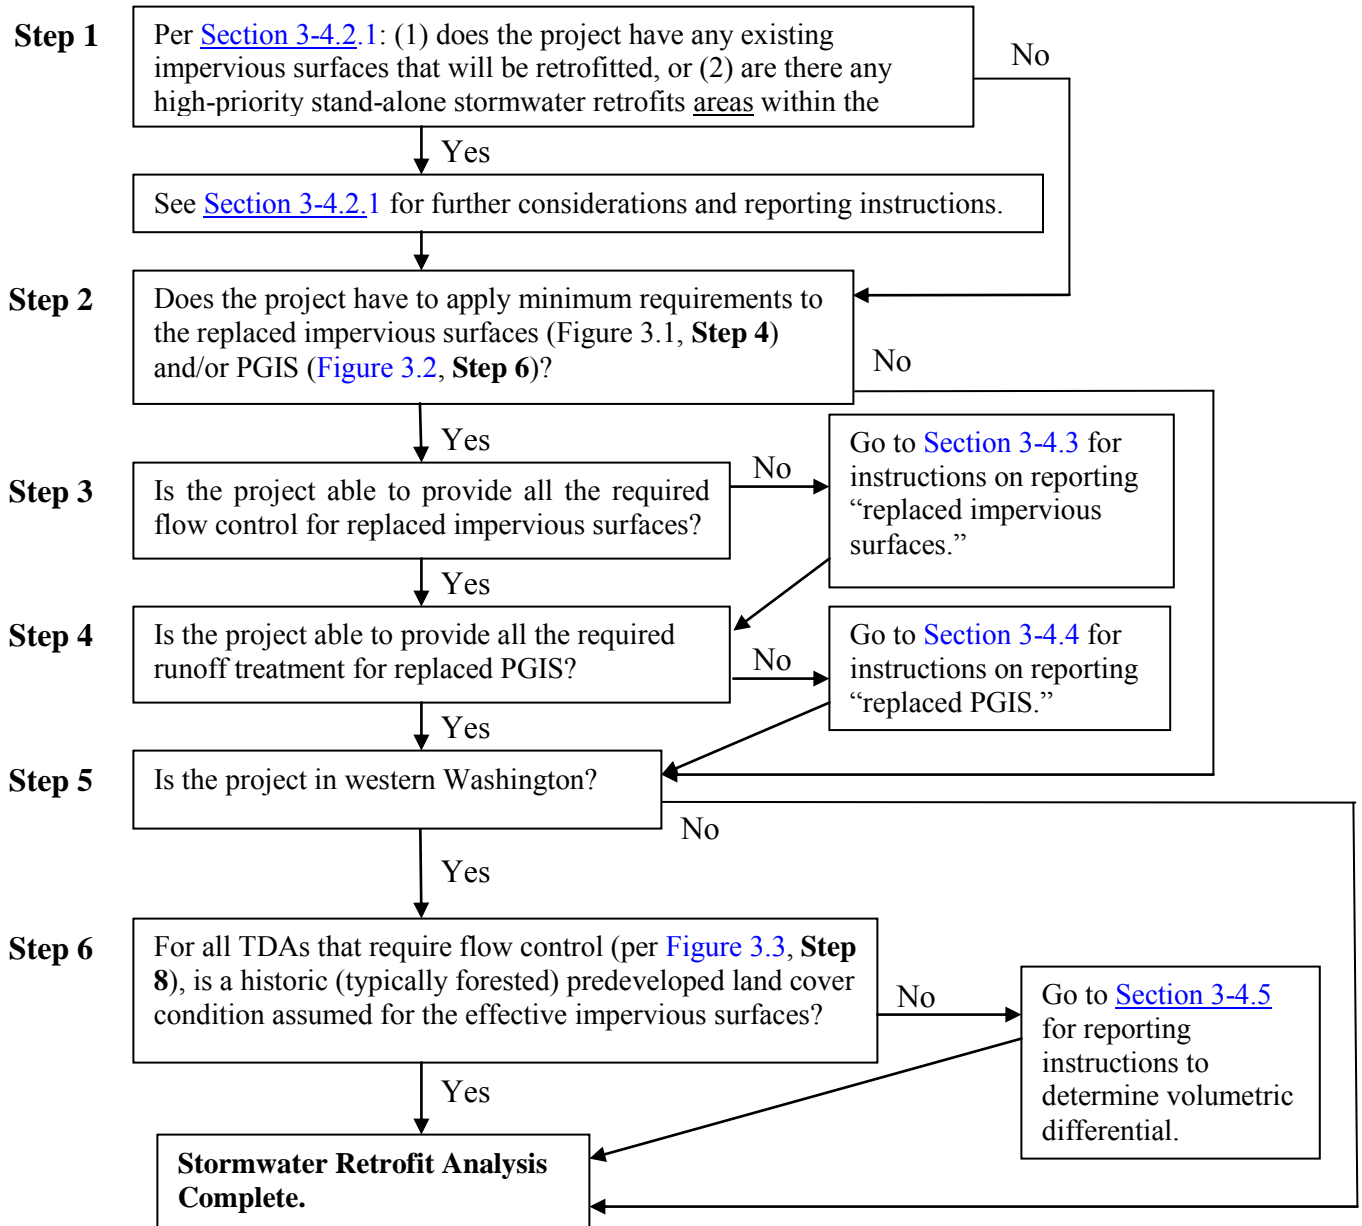 Step 1
Per Section 3-4.2.1: (1) does the project have any existing
impervious surfaces that will be retrofitted, or (2) are there any
high-priority stand-alone stormwater retrofits areas within the
No
Yes
See Section 3-4.2.1 for further considerations and reporting instructions.
Step 2
Does the project have to apply minimum requirements to
the replaced impervious surfaces (Figure 3.1, Step 4)
and/or PGIS (Figure 3.2, Step 6)?
No
Yes
Step 3
Is the project able to provide all the required
flow control for replaced impervious surfaces?
No
Go to Section 3-4.3 for
instructions on reporting
“replaced impervious
surfaces.”
Yes
Step 4
Is the project able to provide all the required
runoff treatment for replaced PGIS?
No
Go to Section 3-4.4 for
instructions on reporting
“replaced PGIS.”
Yes
Step 5
Is the project in western Washington?
No
Yes
Step 6
For all TDAs that require flow control (per Figure 3.3, Step
8), is a historic (typically forested) predeveloped land cover
condition assumed for the effective impervious surfaces?
No
Go to Section 3-4.5
for reporting
instructions to
determine volumetric
differential.
Yes
Stormwater Retrofit Analysis
Complete.